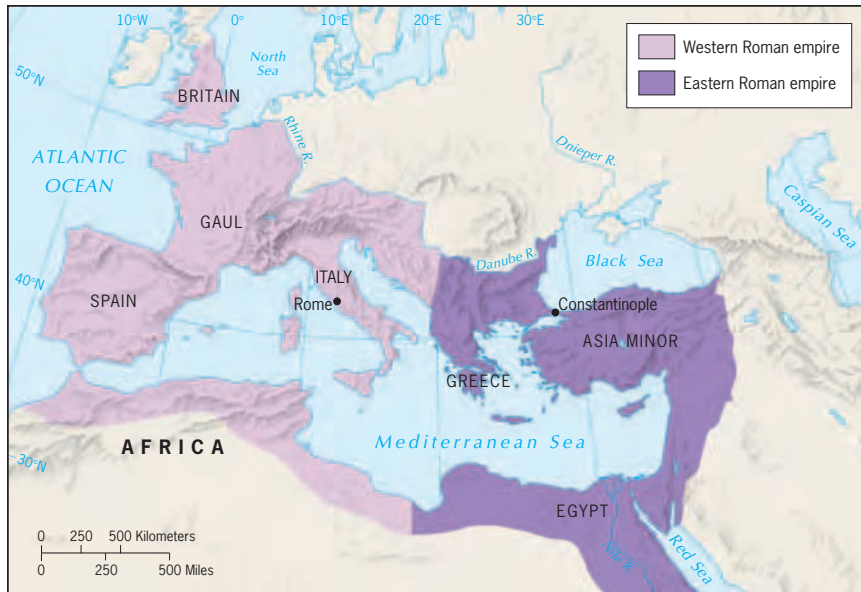 10°W
0°
10°E
20°E
30°E
Western Roman empire
Eastern Roman empire
50°N
North
Sea
BRITAIN
Rhine R.
Dnieper R.
ATLANTIC
OCEAN
Caspian Sea
GAUL
Danube R.
Black Sea
40°N
ITALY
SPAIN
Rome
Constantinople
ASIA MINOR
GREECE
AFRICA
Mediterranean Sea
30°N
EGYPT
Nile R.
Red Sea
0 250 500 Kilometers
0 250 500 Miles